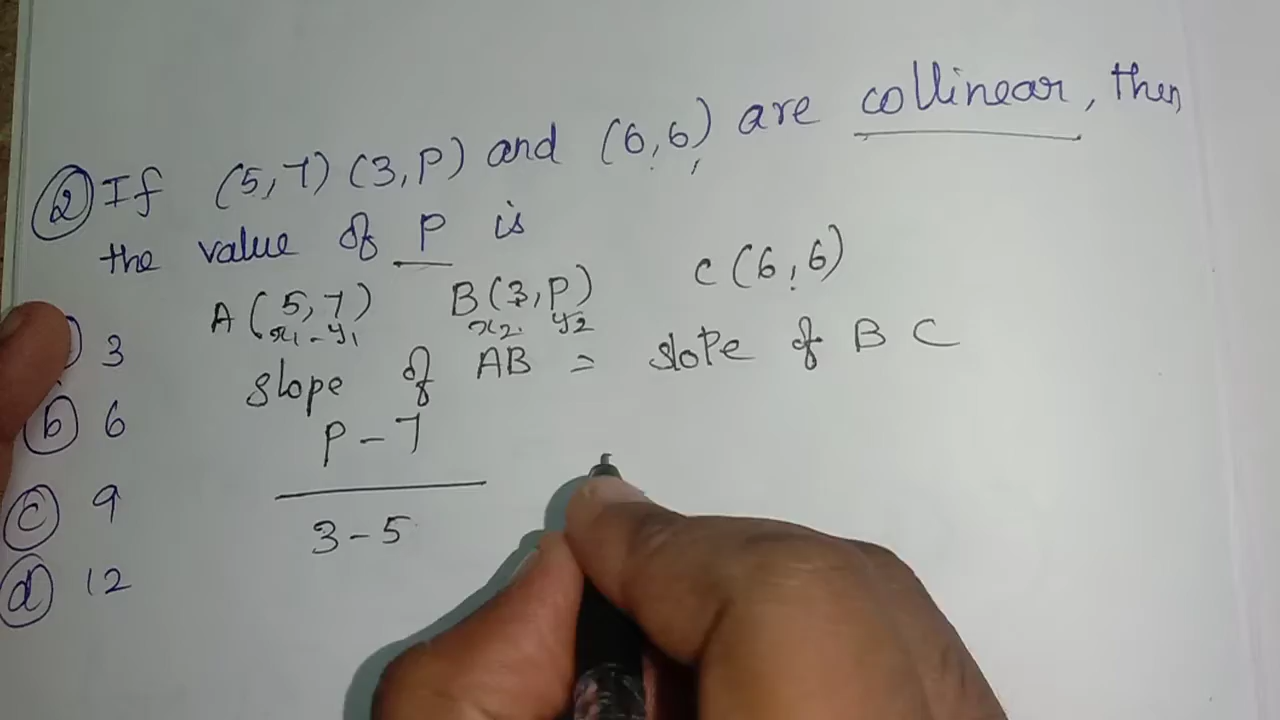 ② If (5,7) (3,P) and (6,6) are collinear, then
the value of P is
A (5,7) B(3,P) C (6,6)
x₁ - y₁ x₂ y₂
Slope of AB = slope of BC
) 3
ⓑ 6
P - 7
ⓒ 9
3 - 5
ⓓ 12